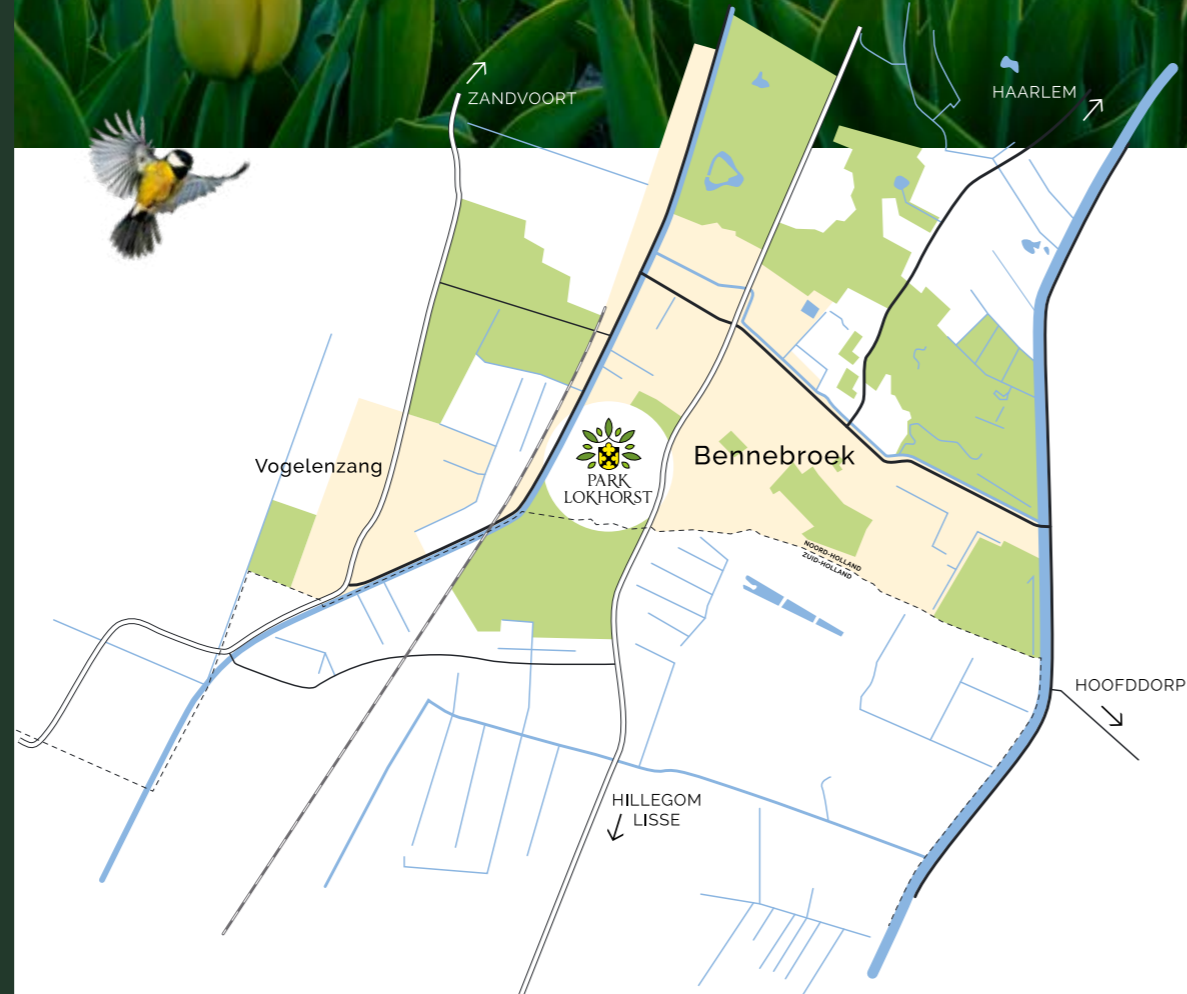 ZANDVOORT
HAARLEM
Vogelenzang
PARK
LOKHORST
Bennebroek
NOORD-HOLLAND
ZUID-HOLLAND
HOOFDDORP
HILLEGOM
LISSE